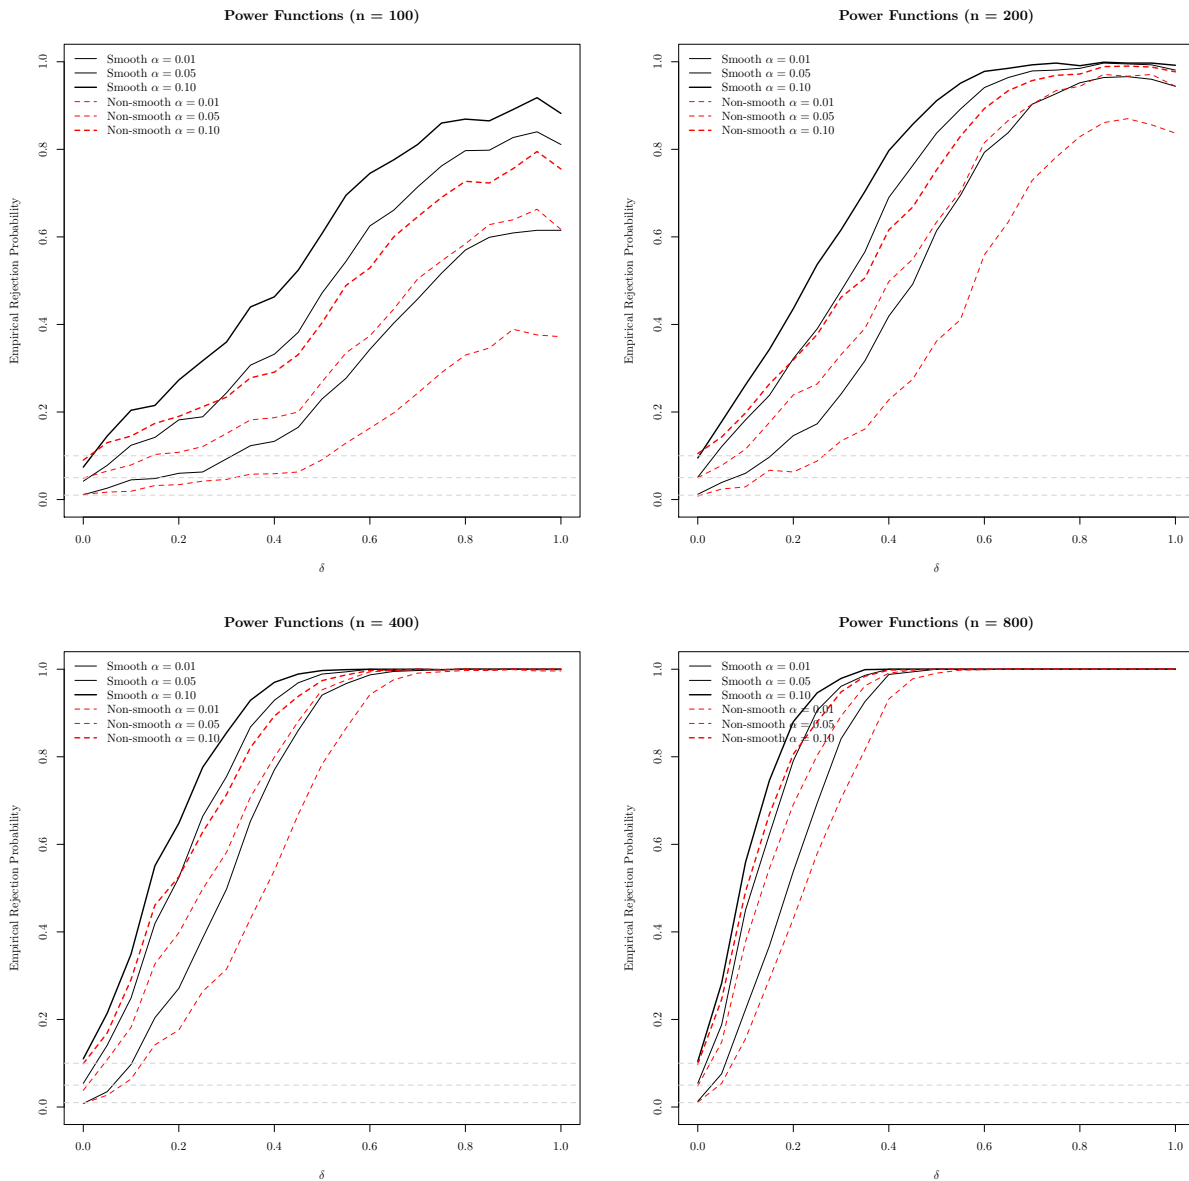 Power Functions (n = 100)
Smooth α = 0.01
Smooth α = 0.05
Smooth α = 0.10
Non-smooth α = 0.01
Non-smooth α = 0.05
Non-smooth α = 0.10
Empirical Rejection Probability
1.0
0.8
0.6
0.4
0.2
0.0
0.0 0.2 0.4 0.6 0.8 1.0
δ
Power Functions (n = 200)
Smooth α = 0.01
Smooth α = 0.05
Smooth α = 0.10
Non-smooth α = 0.01
Non-smooth α = 0.05
Non-smooth α = 0.10
Empirical Rejection Probability
1.0
0.8
0.6
0.4
0.2
0.0
0.0 0.2 0.4 0.6 0.8 1.0
δ
Power Functions (n = 400)
Smooth α = 0.01
Smooth α = 0.05
Smooth α = 0.10
Non-smooth α = 0.01
Non-smooth α = 0.05
Non-smooth α = 0.10
Empirical Rejection Probability
1.0
0.8
0.6
0.4
0.2
0.0
0.0 0.2 0.4 0.6 0.8 1.0
δ
Power Functions (n = 800)
Smooth α = 0.01
Smooth α = 0.05
Smooth α = 0.10
Non-smooth α = 0.01
Non-smooth α = 0.05
Non-smooth α = 0.10
Empirical Rejection Probability
1.0
0.8
0.6
0.4
0.2
0.0
0.0 0.2 0.4 0.6 0.8 1.0
δ